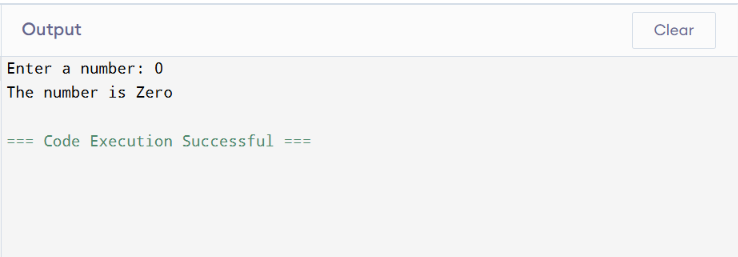 Output
Clear
Enter a number: 0
The number is Zero
=== Code Execution Successful ===